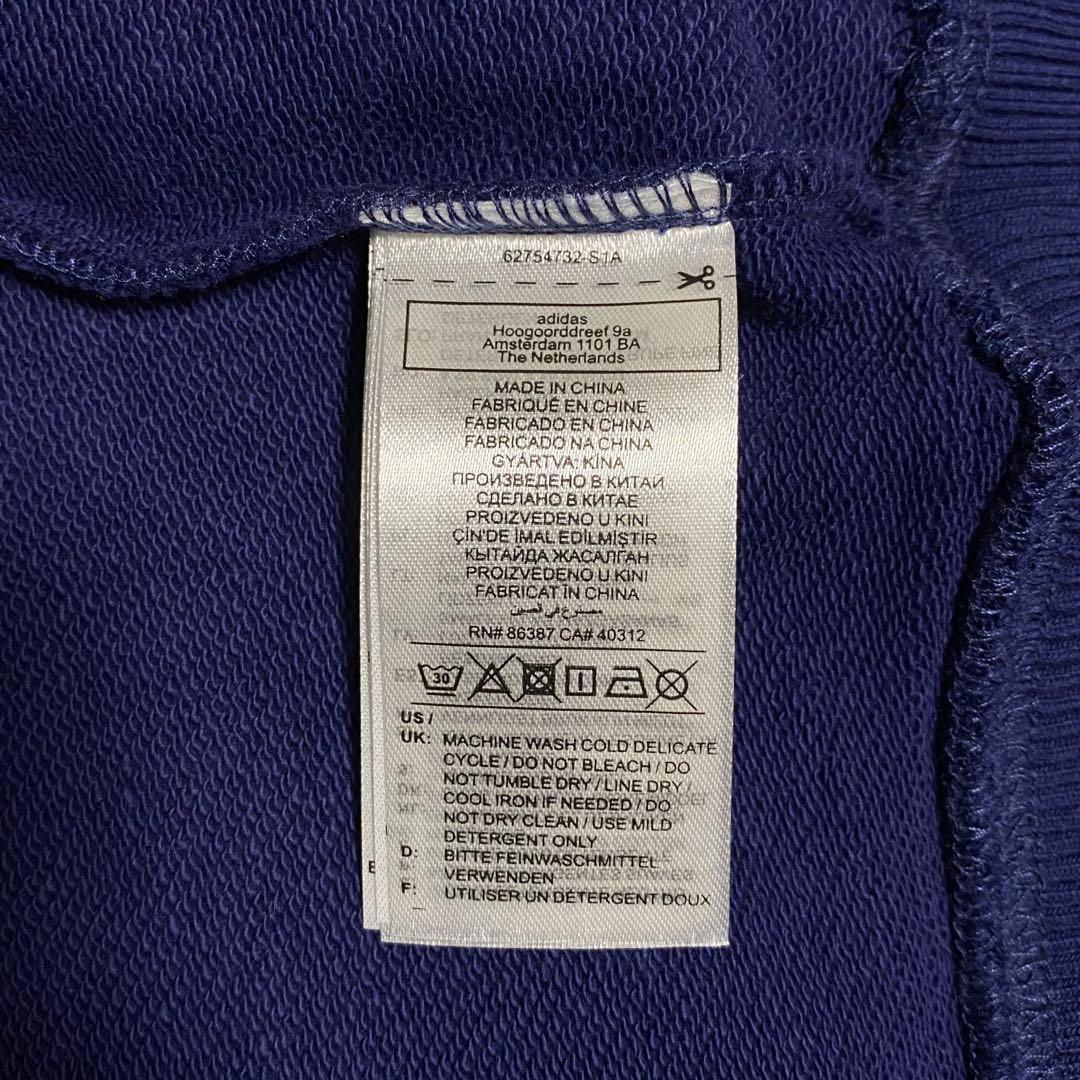 62754732-S1A
adidas
Hoogoorddreef 9a
Amsterdam 1101 BA
The Netherlands
MADE IN CHINA
FABRIQUÉ EN CHINE
FABRICADO EN CHINA
FABRICADO NA CHINA
GYÁRTVA: KÍNA
ПРОИЗВЕДЕНО В КИТАЙ
СДЕЛАНО В КИТАЕ
PROIZVEDENO U KINI
ÇİN'DE İMAL EDİLMİŞTİR
КЫТАЙДА ЖАСАЛҒАН
PROIZVEDENO U KINI
FABRICAT ÎN CHINA
مصنوع في الصين
RN# 86387 CA# 40312
30
US /
UK: MACHINE WASH COLD DELICATE
CYCLE / DO NOT BLEACH / DO
NOT TUMBLE DRY / LINE DRY /
COOL IRON IF NEEDED / DO
NOT DRY CLEAN / USE MILD
DETERGENT ONLY
D: BITTE FEINWASCHMITTEL
VERWENDEN
F: UTILISER UN DÉTERGENT DOUX